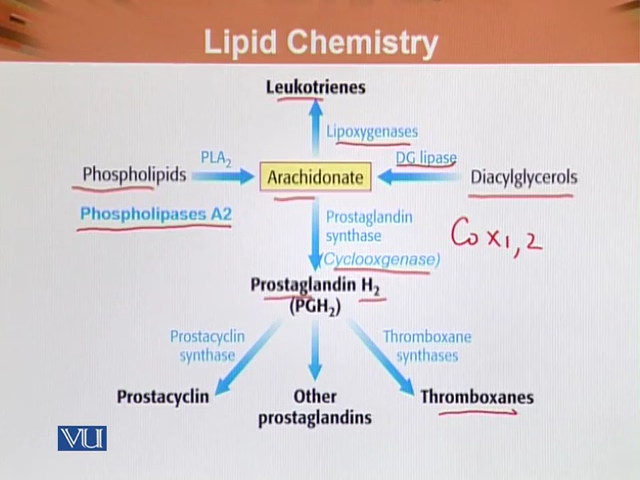 Lipid Chemistry
Leukotrienes
Lipoxygenases
PLA2
DG lipase
Phospholipids
Arachidonate
Diacylglycerols
Phospholipases A2
Prostaglandin
synthase
(Cyclooxgenase)
Cox1,2
Prostaglandin H2
(PGH2)
Prostacyclin
synthase
Thromboxane
synthases
Prostacyclin
Other
prostaglandins
Thromboxanes
VU